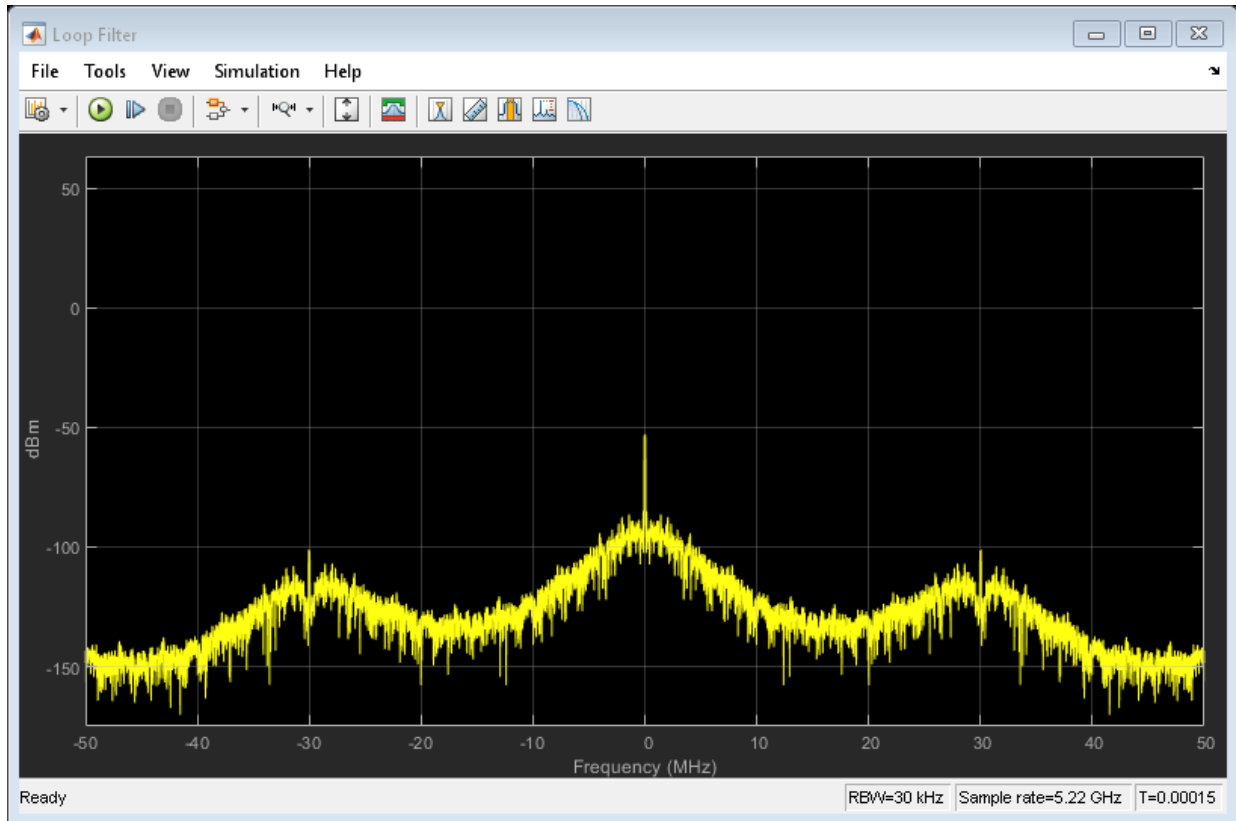 Loop Filter
File Tools View Simulation Help
50
0
-50
-100
-150
dBm
-50 -40 -30 -20 -10 0 10 20 30 40 50
Frequency (MHz)
Ready RBW=30 kHz Sample rate=5.22 GHz T=0.00015